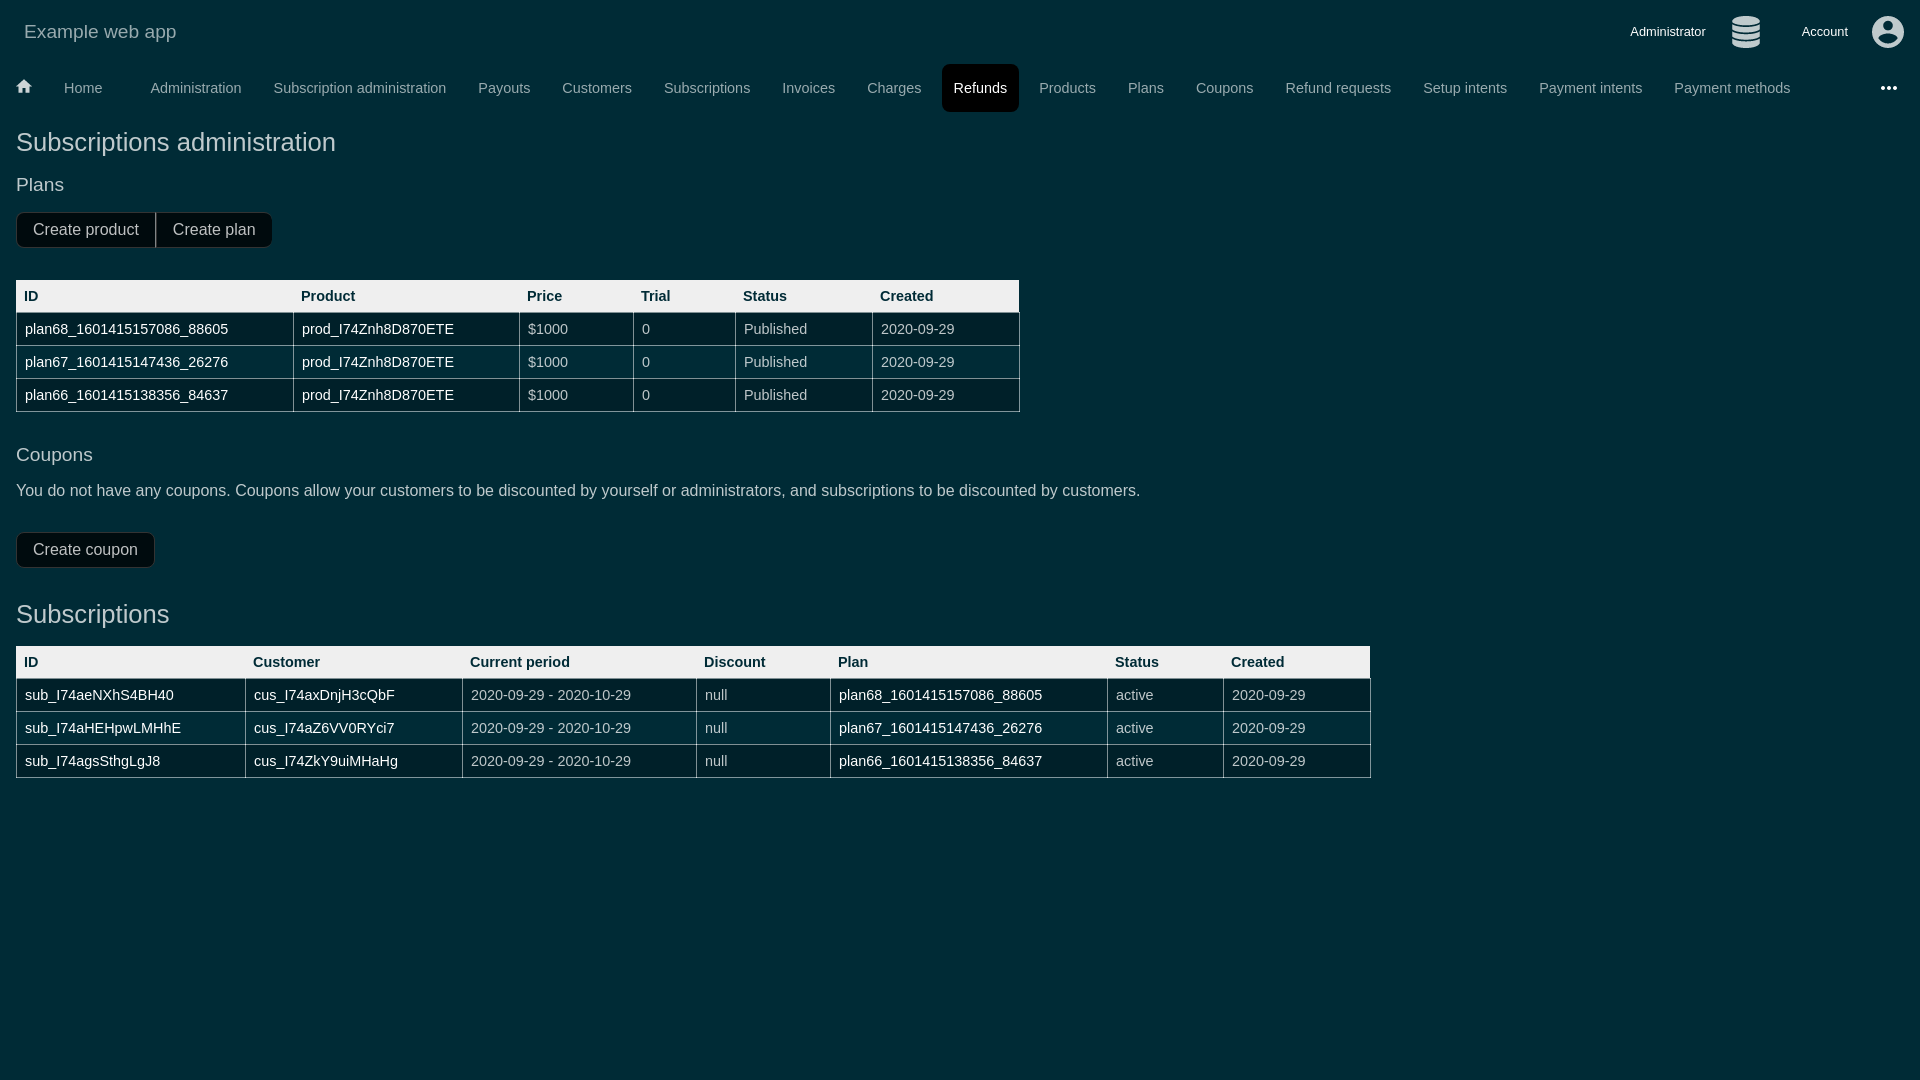 Example web app
Administrator Account
Home Administration Subscription administration Payouts Customers Subscriptions Invoices Charges Refunds Products Plans Coupons Refund requests Setup intents Payment intents Payment methods
Subscriptions administration
Plans
Create product Create plan
ID Product Price Trial Status Created
plan68_1601415157086_88605 prod_I74Znh8D870ETE $1000 0 Published 2020-09-29
plan67_1601415147436_26276 prod_I74Znh8D870ETE $1000 0 Published 2020-09-29
plan66_1601415138356_84637 prod_I74Znh8D870ETE $1000 0 Published 2020-09-29
Coupons
You do not have any coupons. Coupons allow your customers to be discounted by yourself or administrators, and subscriptions to be discounted by customers.
Create coupon
Subscriptions
ID Customer Current period Discount Plan Status Created
sub_I74aeNXhS4BH40 cus_I74axDnjH3cQbF 2020-09-29 - 2020-10-29 null plan68_1601415157086_88605 active 2020-09-29
sub_I74aHEHpwLMHhE cus_I74aZ6VV0RYci7 2020-09-29 - 2020-10-29 null plan67_1601415147436_26276 active 2020-09-29
sub_I74agsSthgLgJ8 cus_I74ZkY9uiMHaHg 2020-09-29 - 2020-10-29 null plan66_1601415138356_84637 active 2020-09-29